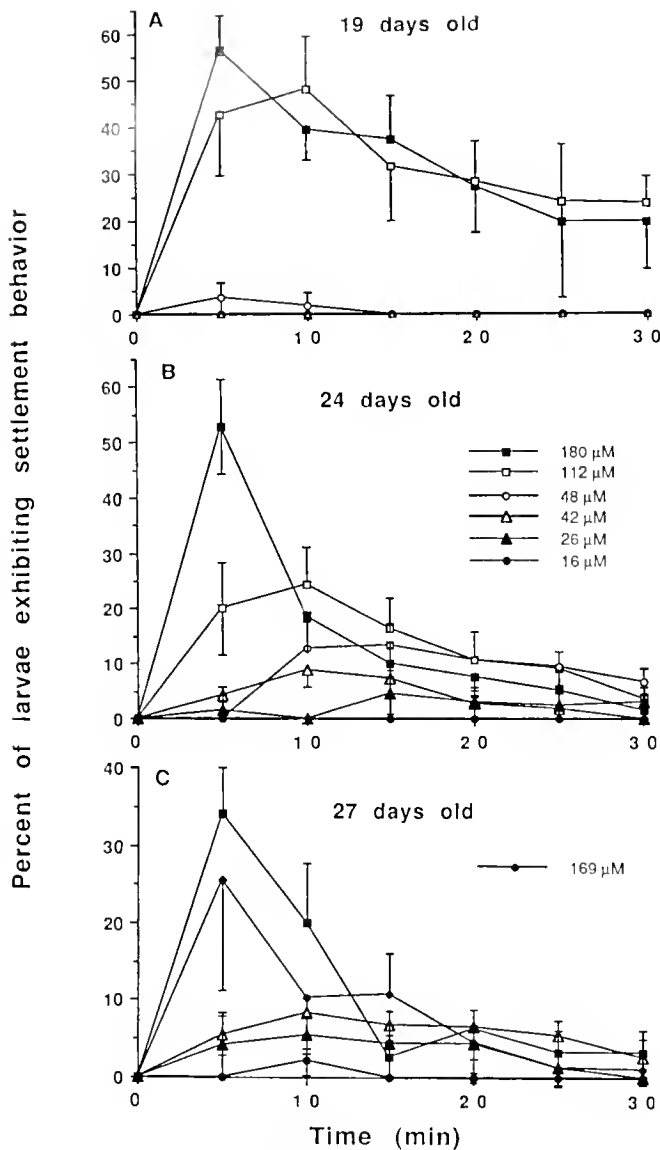 Percent of larvae exhibiting settlement behavior
A
19 days old
60
50
40
30
20
10
0
0 10 20 30
B
24 days old
60
50
40
30
20
10
0
180 μM
112 μM
48 μM
42 μM
26 μM
16 μM
0 10 20 30
C
27 days old
40
30
20
10
0
169 μM
0 10 20 30
Time (min)